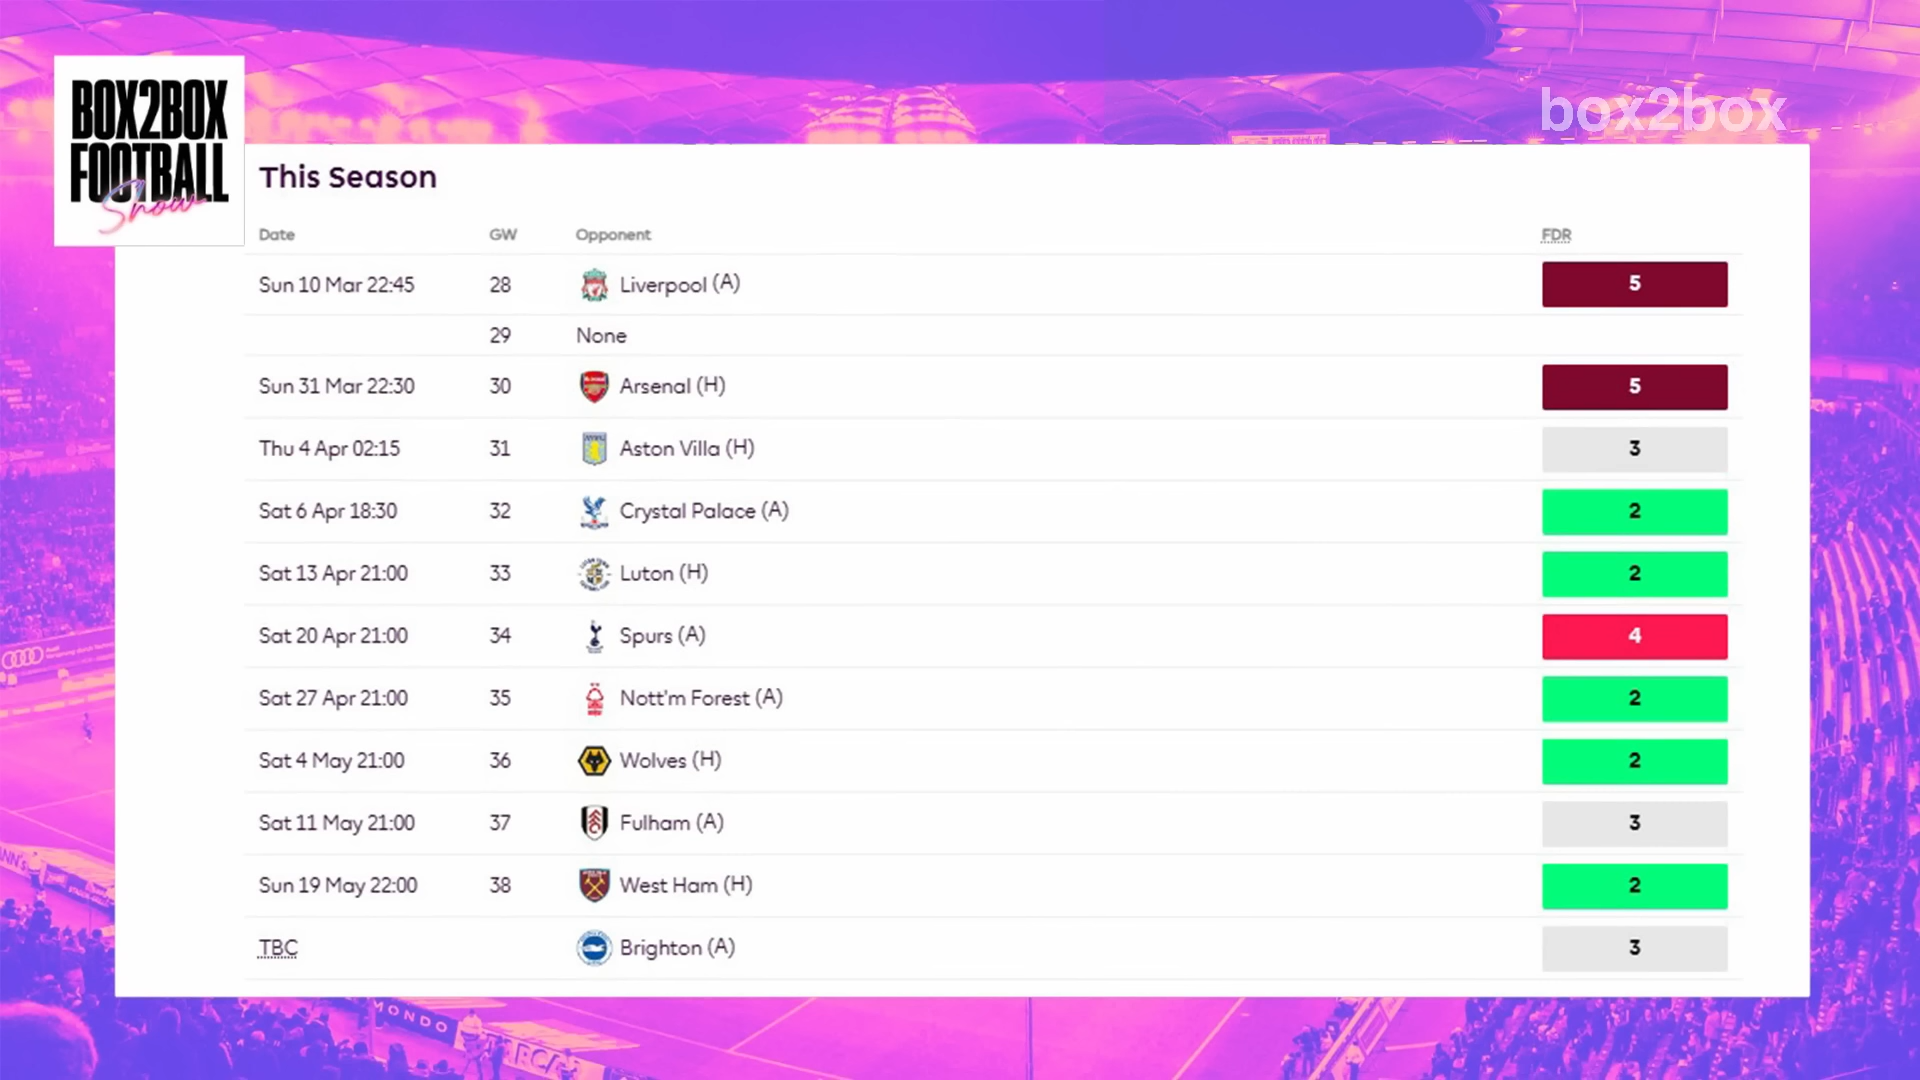 BOX2BOX
FOOTBALL
Show
box2box
This Season
Date GW Opponent FDR
Sun 10 Mar 22:45 28 Liverpool (A) 5
29 None
Sun 31 Mar 22:30 30 Arsenal (H) 5
Thu 4 Apr 02:15 31 Aston Villa (H) 3
Sat 6 Apr 18:30 32 Crystal Palace (A) 2
Sat 13 Apr 21:00 33 Luton (H) 2
Sat 20 Apr 21:00 34 Spurs (A) 4
Sat 27 Apr 21:00 35 Nott'm Forest (A) 2
Sat 4 May 21:00 36 Wolves (H) 2
Sat 11 May 21:00 37 Fulham (A) 3
Sun 19 May 22:00 38 West Ham (H) 2
TBC Brighton (A) 3
MONDO